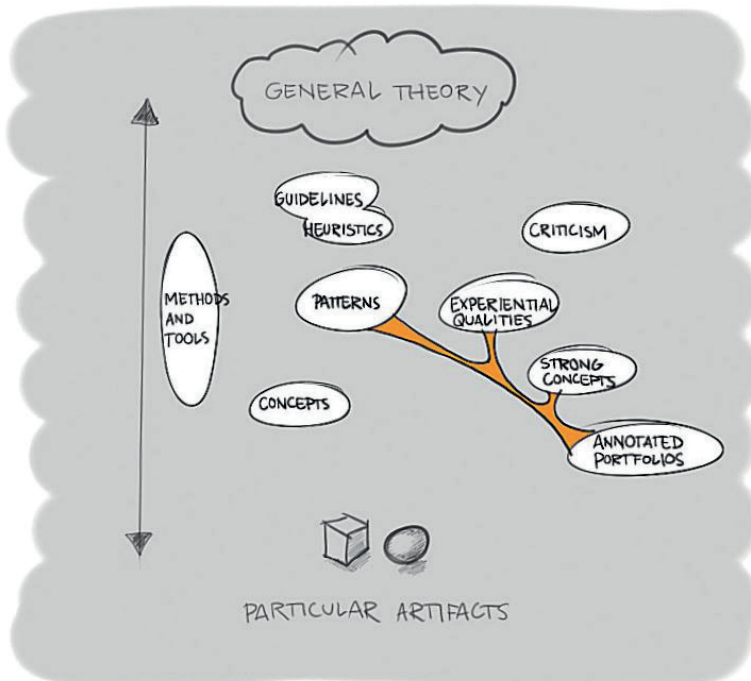 GENERAL THEORY
GUIDELINES
HEURISTICS
CRITICISM
METHODS
AND
TOOLS
PATTERNS
EXPERIENTIAL
QUALITIES
STRONG
CONCEPTS
CONCEPTS
ANNOTATED
PORTFOLIOS
PARTICULAR ARTIFACTS